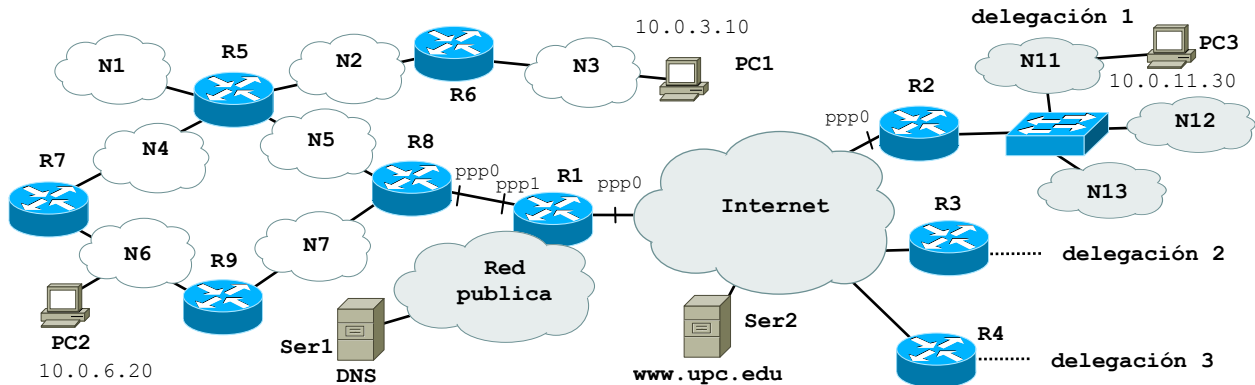 delegación 1
10.0.3.10
PC3
R5
N1
N2
R6
N3
PC1
N11
10.0.11.30
R2
ppp0
N12
N4
N5
R7
R8
ppp0
ppp1
R1
ppp0
Internet
N13
R3
delegación 2
N6
R9
N7
Red
publica
PC2
10.0.6.20
Ser1
DNS
Ser2
www.upc.edu
R4
delegación 3